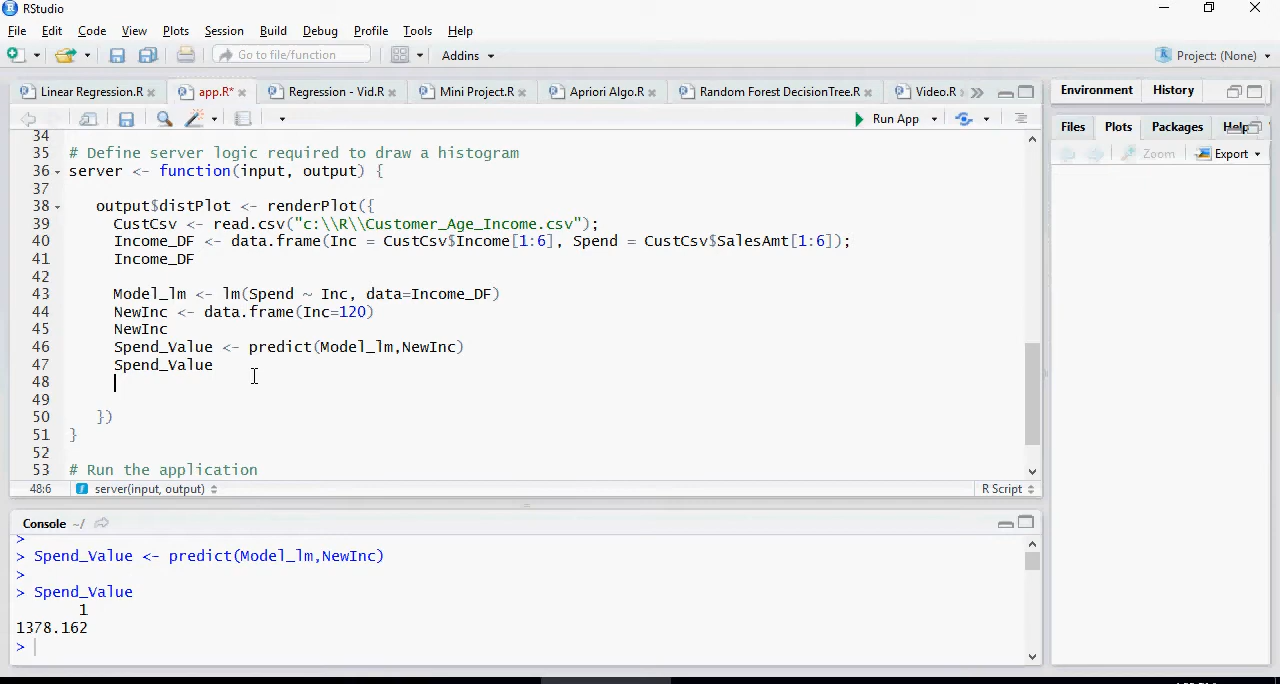 RStudio
File Edit Code View Plots Session Build Debug Profile Tools Help
Go to file/function Addins Project: (None)
Linear Regression.R app.R* Regression - Vid.R Mini Project.R Apriori Algo.R Random Forest DecisionTree.R Video.R
Environment History
Run App
Files Plots Packages Help
Zoom Export
34
35 # Define server logic required to draw a histogram
36 server <- function(input, output) {
37
38 output$distPlot <- renderPlot({
39 CustCsv <- read.csv("c:\\R\\Customer_Age_Income.csv");
40 Income_DF <- data.frame(Inc = CustCsv$Income[1:6], Spend = CustCsv$SalesAmt[1:6]);
41 Income_DF
42
43 Model_lm <- lm(Spend ~ Inc, data=Income_DF)
44 NewInc <- data.frame(Inc=120)
45 NewInc
46 Spend_Value <- predict(Model_lm,NewInc)
47 Spend_Value
48
49
50 })
51 }
52
53 # Run the application
48:6 server(input, output) R Script
Console ~/
>
> Spend_Value <- predict(Model_lm,NewInc)
>
> Spend_Value
1
1378.162
>